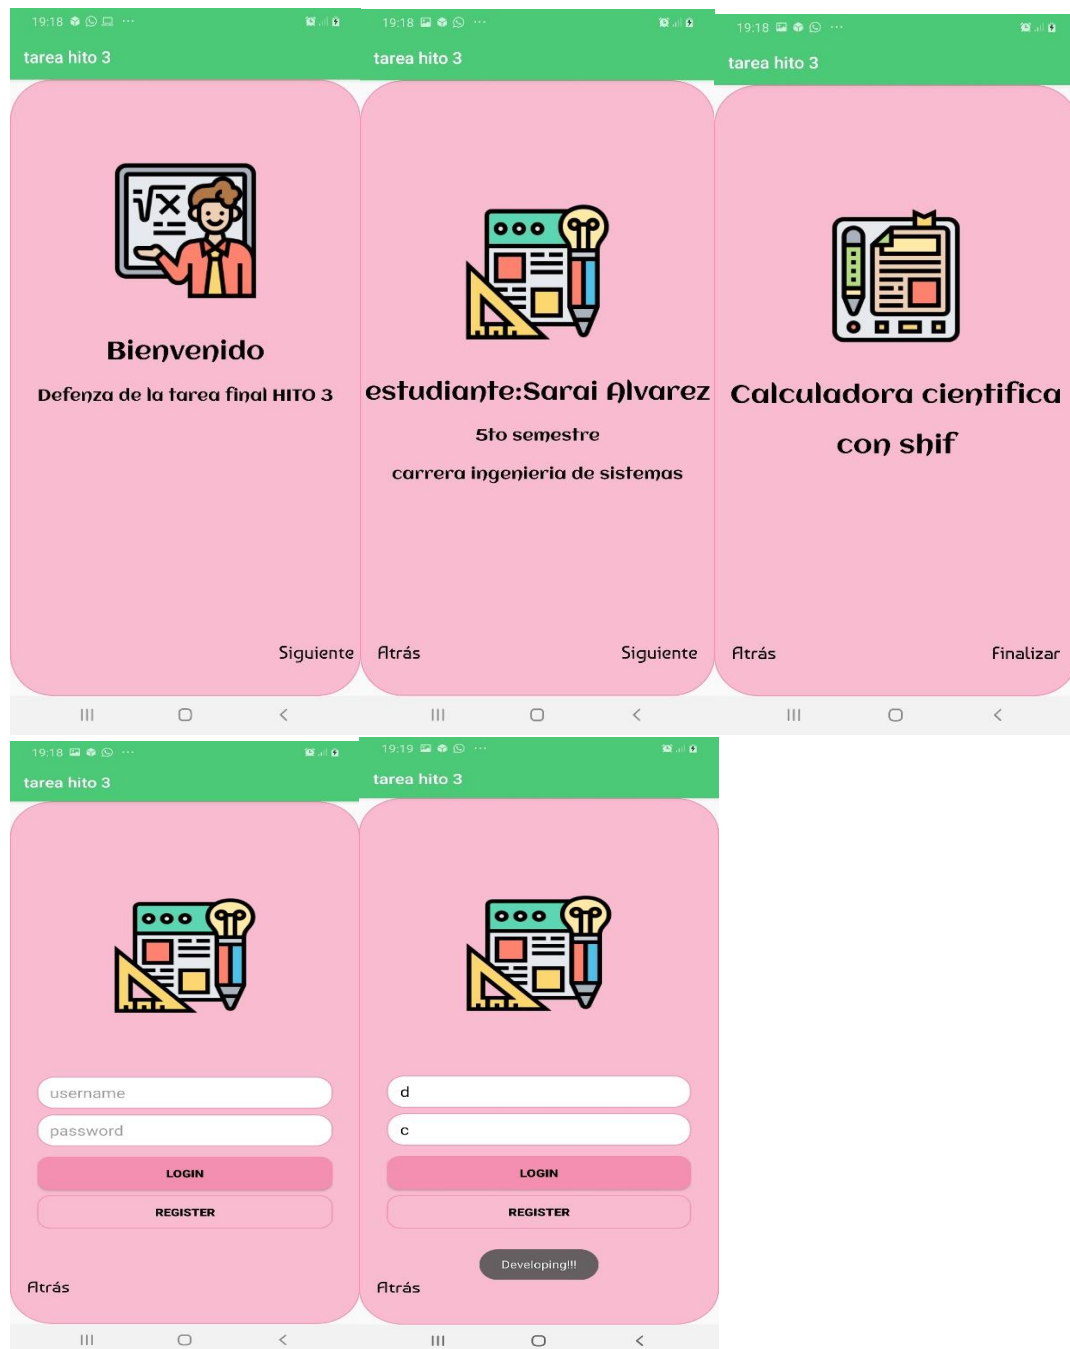 19:18
tarea hito 3
Bienvenido
Defenza de la tarea final HITO 3
Siguiente
19:18
tarea hito 3
estudiante:Sarai Alvarez
5to semestre
carrera ingenieria de sistemas
Atrás
Siguiente
19:18
tarea hito 3
Calculadora cientifica
con shif
Atrás
Finalizar
19:18
tarea hito 3
username
password
LOGIN
REGISTER
Atrás
19:19
tarea hito 3
d
c
LOGIN
REGISTER
Developing!!!
Atrás